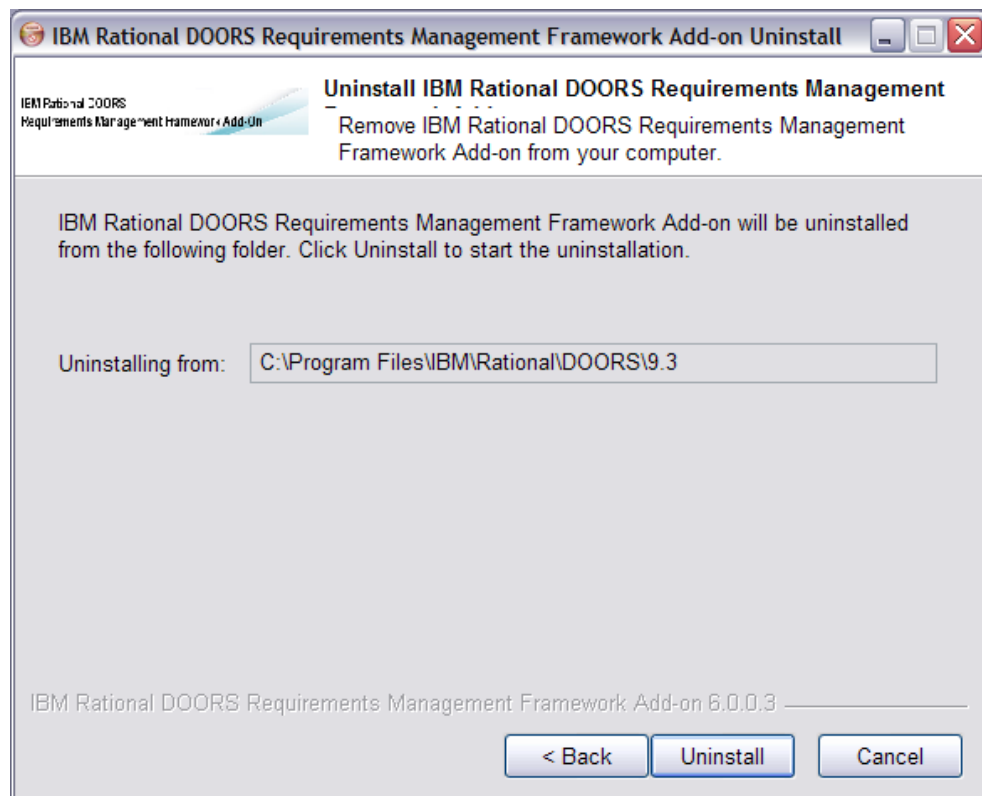 IBM Rational DOORS Requirements Management Framework Add-on Uninstall
IBM Rational DOORS
Requirements Management Framework Add-On
Uninstall IBM Rational DOORS Requirements Management
Remove IBM Rational DOORS Requirements Management
Framework Add-on from your computer.
IBM Rational DOORS Requirements Management Framework Add-on will be uninstalled
from the following folder. Click Uninstall to start the uninstallation.
Uninstalling from: C:\Program Files\IBM\Rational\DOORS\9.3
IBM Rational DOORS Requirements Management Framework Add-on 6.0.0.3
< Back Uninstall Cancel